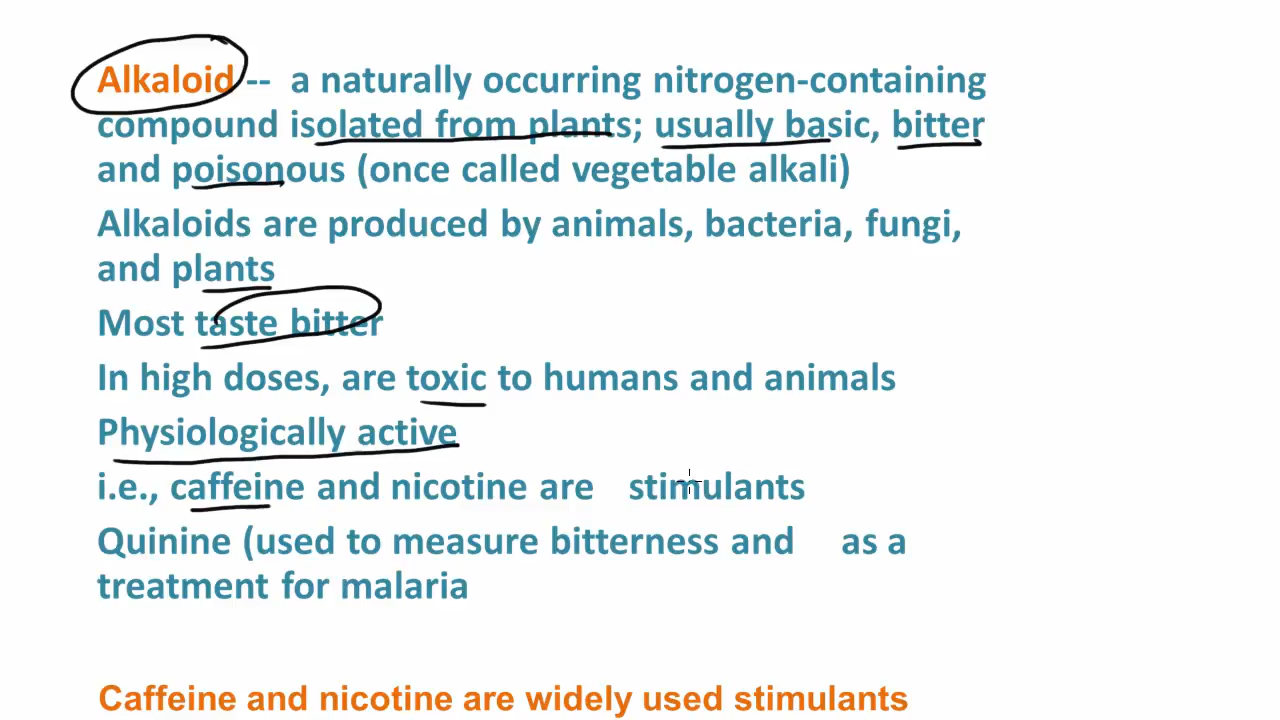 Alkaloid -- a naturally occurring nitrogen-containing
compound isolated from plants; usually basic, bitter
and poisonous (once called vegetable alkali)
Alkaloids are produced by animals, bacteria, fungi,
and plants
Most taste bitter
In high doses, are toxic to humans and animals
Physiologically active
i.e., caffeine and nicotine are stimulants
Quinine (used to measure bitterness and as a
treatment for malaria
Caffeine and nicotine are widely used stimulants